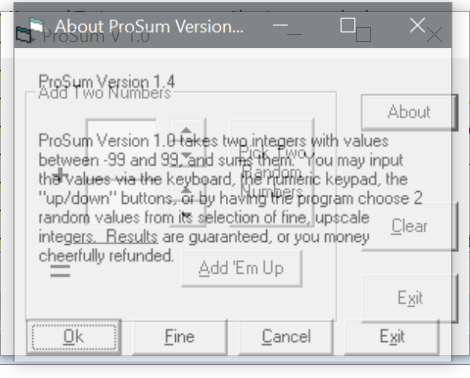 About ProSum Version...
ProSum V 1.0
ProSum Version 1.4
Add Two Numbers
About
ProSum Version 1.0 takes two integers with values
between -99 and 99, and sums them. You may input
the values via the keyboard, the numeric keypad, the
"up/down" buttons, or by having the program choose 2
random values from its selection of fine, upscale
integers. Results are guaranteed, or you money
cheerfully refunded.
+
Pick Two
Random
Numbers
Clear
=
Add 'Em Up
Exit
Ok Fine Cancel Exit